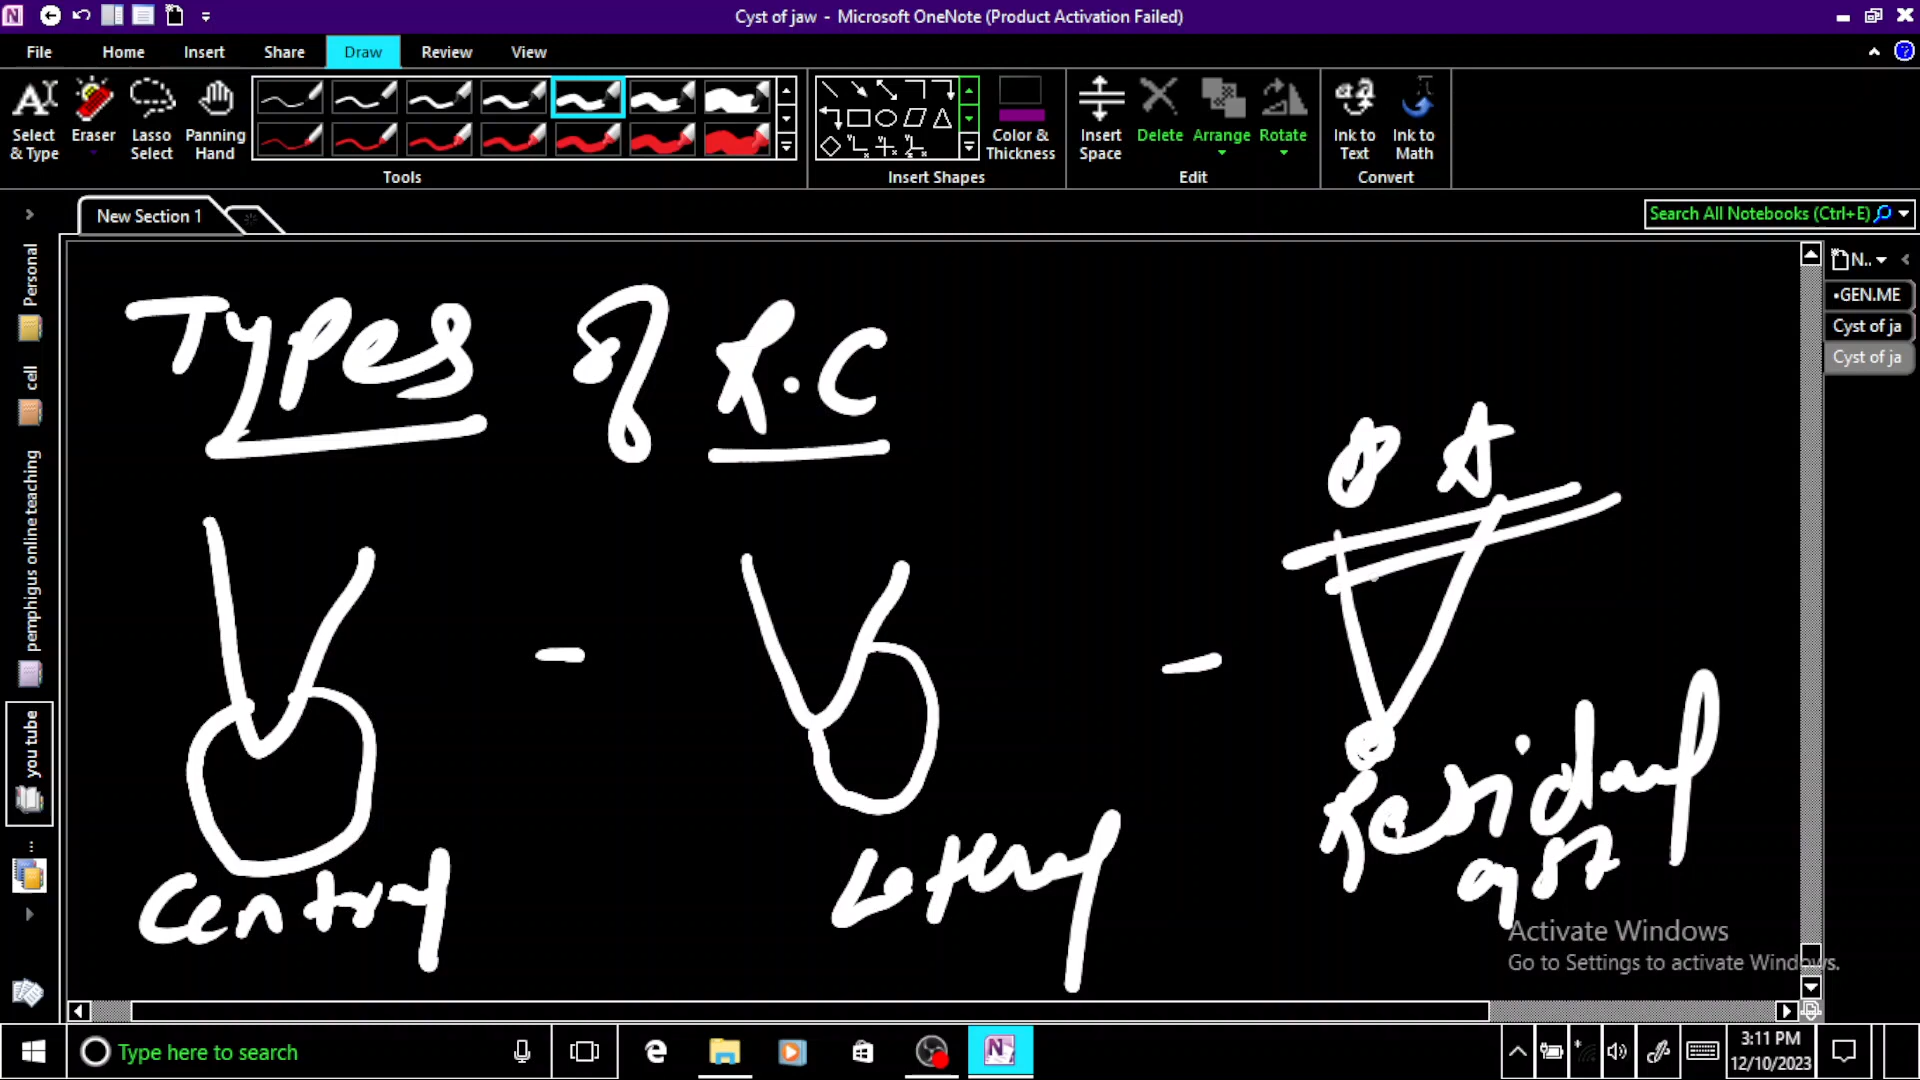 Cyst of jaw - Microsoft OneNote (Product Activation Failed)
File Home Insert Share Draw Review View
Select & Type
Eraser
Lasso Select
Panning Hand
Color & Thickness
Insert Space
Delete
Arrange
Rotate
Ink to Text
Ink to Math
Tools
Insert Shapes
Edit
Convert
New Section 1
Search All Notebooks (Ctrl+E)
Personal
cell
pemphigus online teaching
you tube
N..
•GEN.ME
Cyst of ja
Cyst of ja
Types of R.C
Central
Lateral
Residual
cyst
Activate Windows
Go to Settings to activate Windows.
Type here to search
3:11 PM
12/10/2023